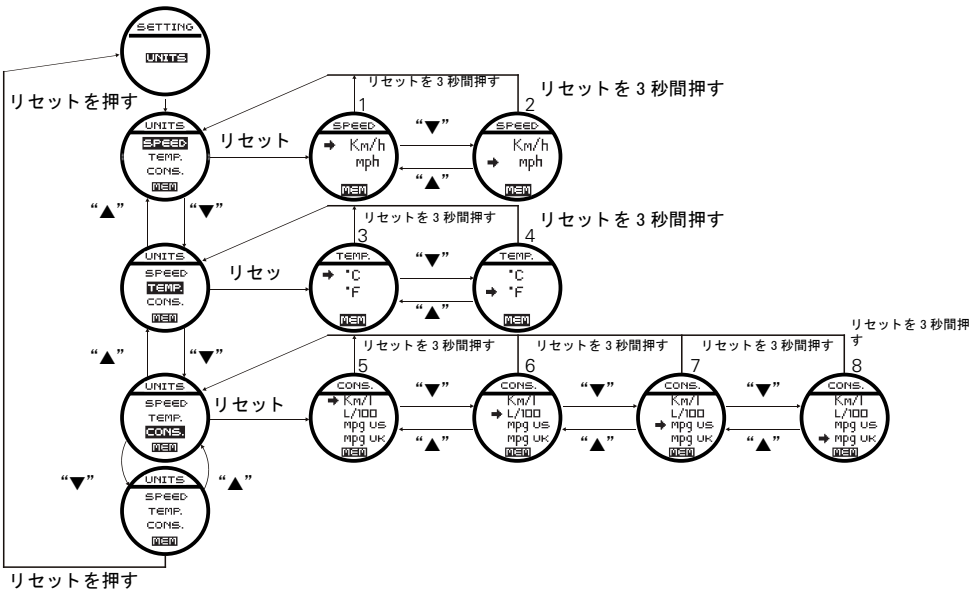 SETTING
UNITS
リセットを押す
UNITS
SPEED
TEMP.
CONS.
MEM
リセット
リセットを3秒間押す
1
SPEED
Km/h
mph
MEM
“▼”
“▲”
2
SPEED
Km/h
mph
MEM
リセットを3秒間押す
“▲”
“▼”
UNITS
SPEED
TEMP.
CONS.
MEM
リセッ
リセットを3秒間押す
3
TEMP.
°C
°F
MEM
“▼”
“▲”
4
TEMP.
°C
°F
MEM
リセットを3秒間押す
“▲”
“▼”
UNITS
SPEED
TEMP.
CONS.
MEM
リセット
リセットを3秒間押す
5
CONS.
Km/l
L/100
mpg US
mpg UK
MEM
“▼”
“▲”
リセットを3秒間押す
6
CONS.
Km/l
L/100
mpg US
mpg UK
MEM
“▼”
“▲”
リセットを3秒間押す
7
CONS.
Km/l
L/100
mpg US
mpg UK
MEM
“▼”
“▲”
リセットを3秒間押
す
8
CONS.
Km/l
L/100
mpg US
mpg UK
MEM
“▼”
“▲”
UNITS
SPEED
TEMP.
CONS.
MEM
リセットを押す